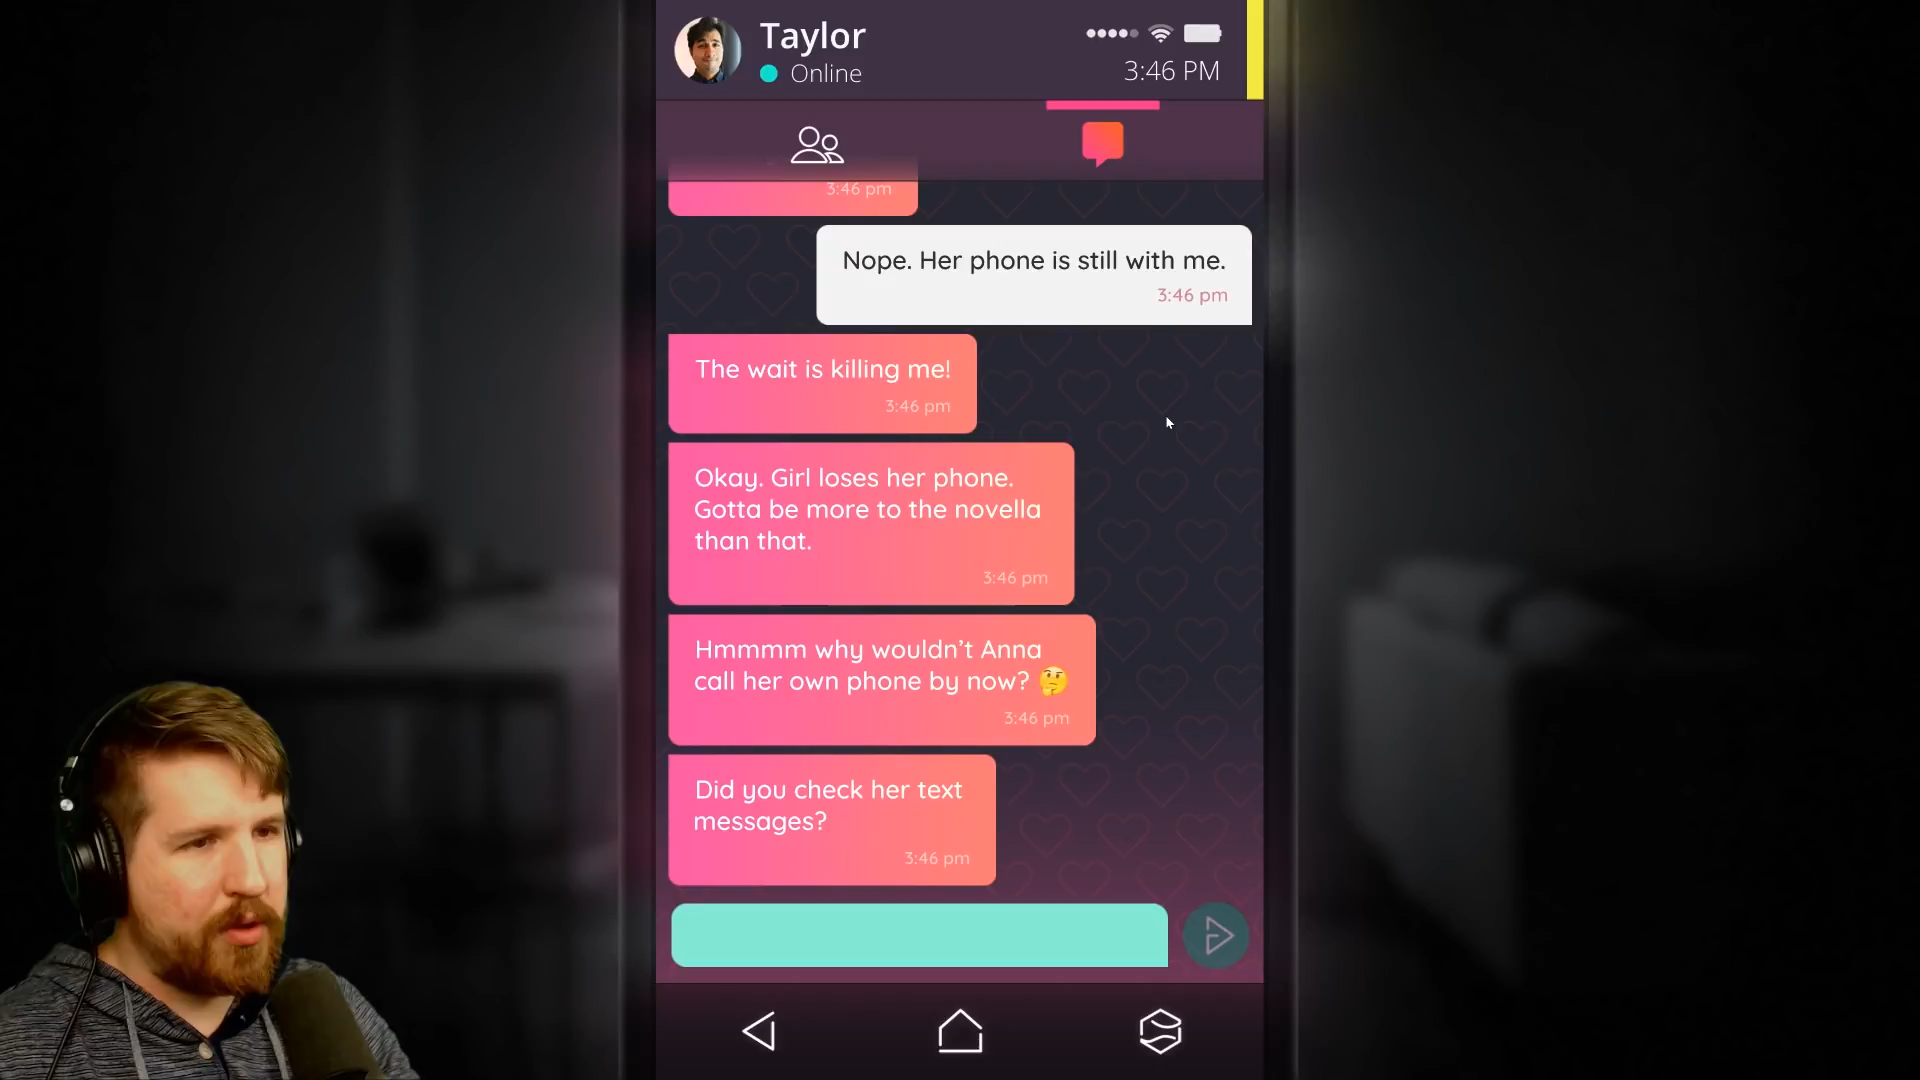 Taylor
Online
3:46 PM
3:46 pm
Nope. Her phone is still with me.
3:46 pm
The wait is killing me!
3:46 pm
Okay. Girl loses her phone.
Gotta be more to the novella
than that.
3:46 pm
Hmmmm why wouldn’t Anna
call her own phone by now? 🤔
3:46 pm
Did you check her text
messages?
3:46 pm